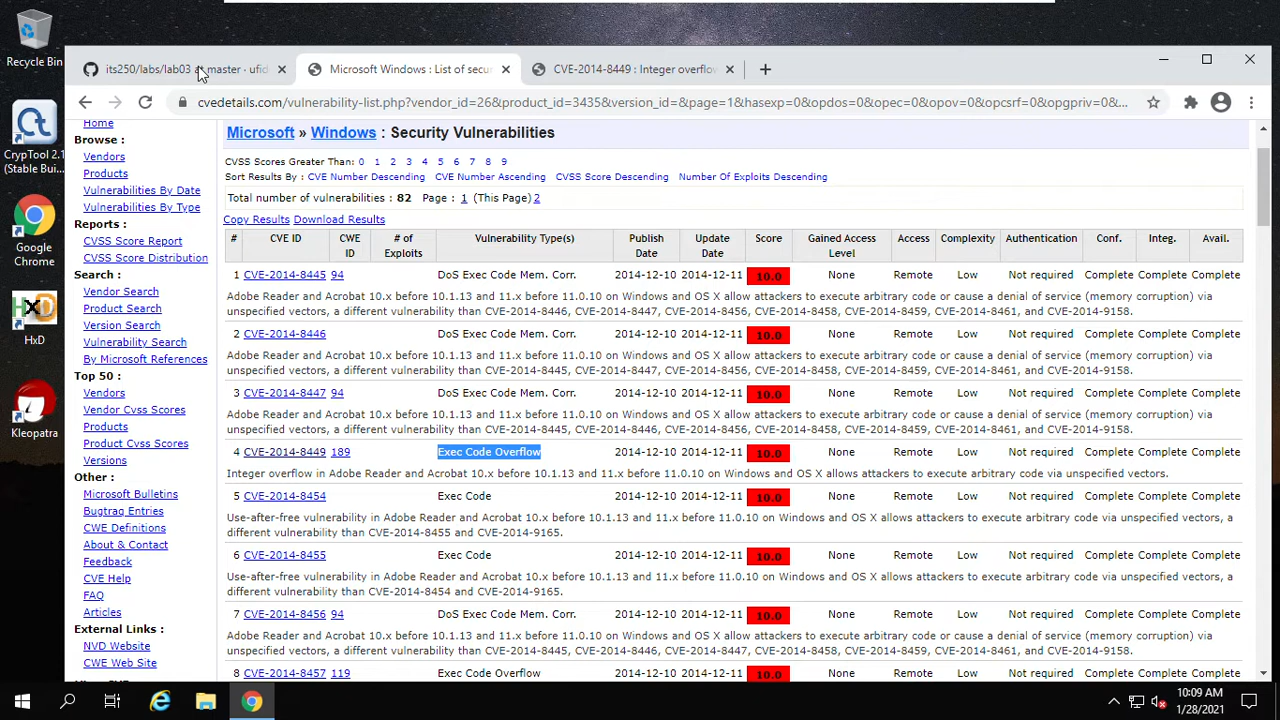 Recycle Bin
CrypTool 2.1
(Stable Bui...
Google
Chrome
HxD
Kleopatra
its250/labs/lab03 at master · ufid
Microsoft Windows : List of secur
CVE-2014-8449 : Integer overflow
cvedetails.com/vulnerability-list.php?vendor_id=26&product_id=3435&version_id=&page=1&hasexp=0&opdos=0&opec=0&opov=0&opcsrf=0&opgpriv=0&...
Home
Browse :
Vendors
Products
Vulnerabilities By Date
Vulnerabilities By Type
Reports :
CVSS Score Report
CVSS Score Distribution
Search :
Vendor Search
Product Search
Version Search
Vulnerability Search
By Microsoft References
Top 50 :
Vendors
Vendor Cvss Scores
Products
Product Cvss Scores
Versions
Other :
Microsoft Bulletins
Bugtraq Entries
CWE Definitions
About & Contact
Feedback
CVE Help
FAQ
Articles
External Links :
NVD Website
CWE Web Site
Microsoft » Windows : Security Vulnerabilities
CVSS Scores Greater Than: 0 1 2 3 4 5 6 7 8 9
Sort Results By : CVE Number Descending CVE Number Ascending CVSS Score Descending Number Of Exploits Descending
Total number of vulnerabilities : 82 Page : 1 (This Page) 2
Copy Results Download Results
# CVE ID CWE ID # of Exploits Vulnerability Type(s) Publish Date Update Date Score Gained Access Level Access Complexity Authentication Conf. Integ. Avail.
1 CVE-2014-8445 94 DoS Exec Code Mem. Corr. 2014-12-10 2014-12-11 10.0 None Remote Low Not required Complete Complete Complete
Adobe Reader and Acrobat 10.x before 10.1.13 and 11.x before 11.0.10 on Windows and OS X allow attackers to execute arbitrary code or cause a denial of service (memory corruption) via
unspecified vectors, a different vulnerability than CVE-2014-8446, CVE-2014-8447, CVE-2014-8456, CVE-2014-8458, CVE-2014-8459, CVE-2014-8461, and CVE-2014-9158.
2 CVE-2014-8446 DoS Exec Code Mem. Corr. 2014-12-10 2014-12-11 10.0 None Remote Low Not required Complete Complete Complete
Adobe Reader and Acrobat 10.x before 10.1.13 and 11.x before 11.0.10 on Windows and OS X allow attackers to execute arbitrary code or cause a denial of service (memory corruption) via
unspecified vectors, a different vulnerability than CVE-2014-8445, CVE-2014-8447, CVE-2014-8456, CVE-2014-8458, CVE-2014-8459, CVE-2014-8461, and CVE-2014-9158.
3 CVE-2014-8447 94 DoS Exec Code Mem. Corr. 2014-12-10 2014-12-11 10.0 None Remote Low Not required Complete Complete Complete
Adobe Reader and Acrobat 10.x before 10.1.13 and 11.x before 11.0.10 on Windows and OS X allow attackers to execute arbitrary code or cause a denial of service (memory corruption) via
unspecified vectors, a different vulnerability than CVE-2014-8445, CVE-2014-8446, CVE-2014-8456, CVE-2014-8458, CVE-2014-8459, CVE-2014-8461, and CVE-2014-9158.
4 CVE-2014-8449 189 Exec Code Overflow 2014-12-10 2014-12-11 10.0 None Remote Low Not required Complete Complete Complete
Integer overflow in Adobe Reader and Acrobat 10.x before 10.1.13 and 11.x before 11.0.10 on Windows and OS X allows attackers to execute arbitrary code via unspecified vectors.
5 CVE-2014-8454 Exec Code 2014-12-10 2014-12-11 10.0 None Remote Low Not required Complete Complete Complete
Use-after-free vulnerability in Adobe Reader and Acrobat 10.x before 10.1.13 and 11.x before 11.0.10 on Windows and OS X allows attackers to execute arbitrary code via unspecified vectors, a
different vulnerability than CVE-2014-8455 and CVE-2014-9165.
6 CVE-2014-8455 Exec Code 2014-12-10 2014-12-11 10.0 None Remote Low Not required Complete Complete Complete
Use-after-free vulnerability in Adobe Reader and Acrobat 10.x before 10.1.13 and 11.x before 11.0.10 on Windows and OS X allows attackers to execute arbitrary code via unspecified vectors, a
different vulnerability than CVE-2014-8454 and CVE-2014-9165.
7 CVE-2014-8456 94 DoS Exec Code Mem. Corr. 2014-12-10 2014-12-11 10.0 None Remote Low Not required Complete Complete Complete
Adobe Reader and Acrobat 10.x before 10.1.13 and 11.x before 11.0.10 on Windows and OS X allow attackers to execute arbitrary code or cause a denial of service (memory corruption) via
unspecified vectors, a different vulnerability than CVE-2014-8445, CVE-2014-8446, CVE-2014-8447, CVE-2014-8458, CVE-2014-8459, CVE-2014-8461, and CVE-2014-9158.
8 CVE-2014-8457 119 Exec Code Overflow 2014-12-10 2014-12-11 10.0 None Remote Low Not required Complete Complete Complete
10:09 AM
1/28/2021